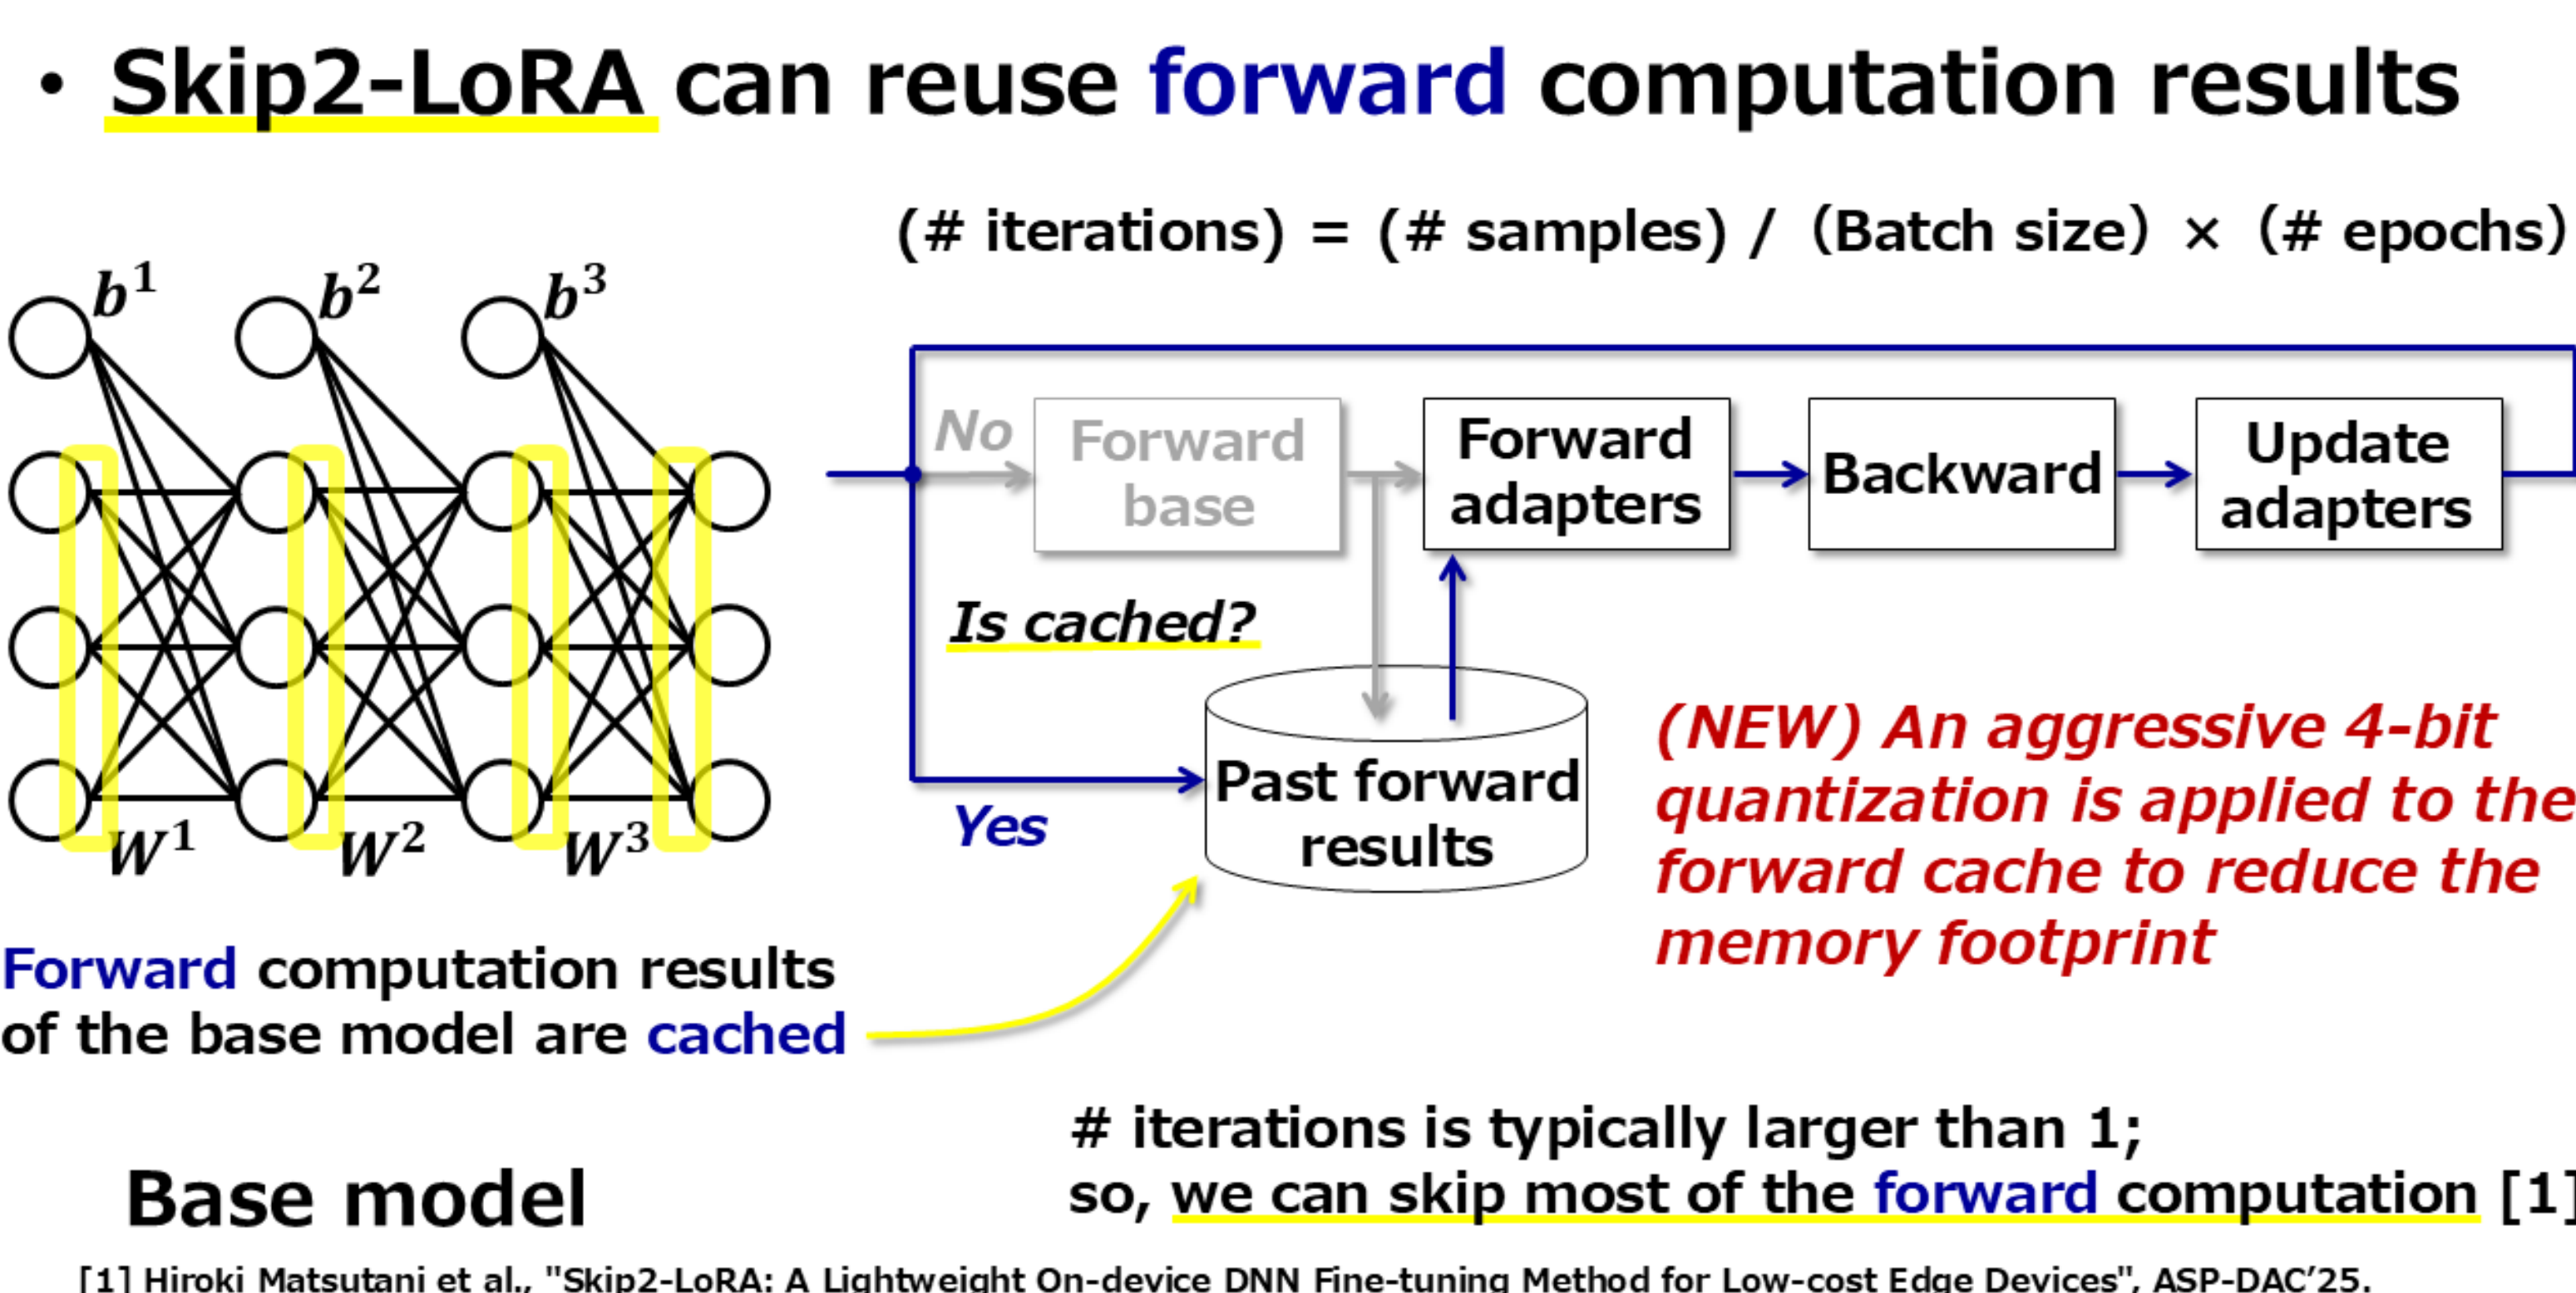 • Skip2-LoRA can reuse forward computation results
(# iterations) = (# samples) / (Batch size) × (# epochs)
b¹ b² b³
No
Forward
base
Forward
adapters
Backward
Update
adapters
Is cached?
Yes
Past forward
results
W¹ W² W³
(NEW) An aggressive 4-bit
quantization is applied to the
forward cache to reduce the
memory footprint
Forward computation results
of the base model are cached
# iterations is typically larger than 1;
so, we can skip most of the forward computation [1]
Base model
[1] Hiroki Matsutani et al., "Skip2-LoRA: A Lightweight On-device DNN Fine-tuning Method for Low-cost Edge Devices", ASP-DAC’25.